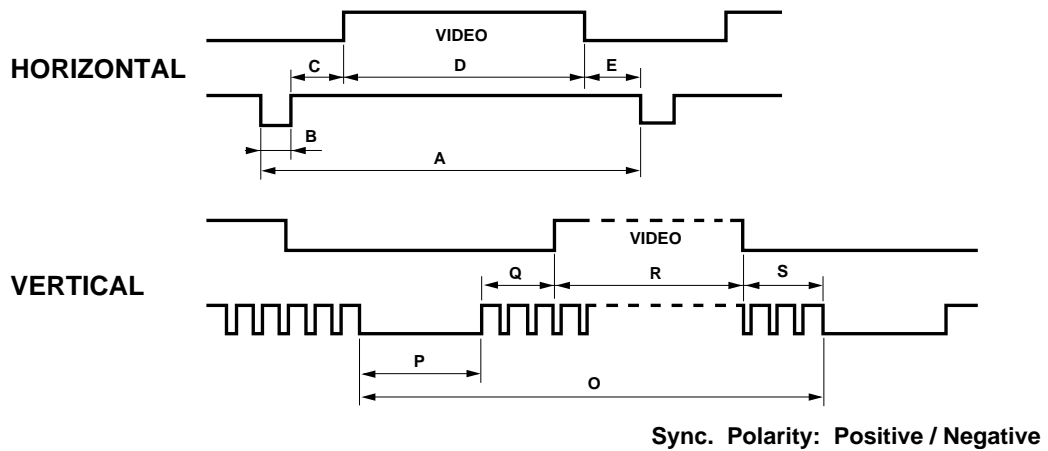 VIDEO
HORIZONTAL
C D E
B
A
VIDEO
VERTICAL
Q R S
P
O
Sync. Polarity: Positive / Negative